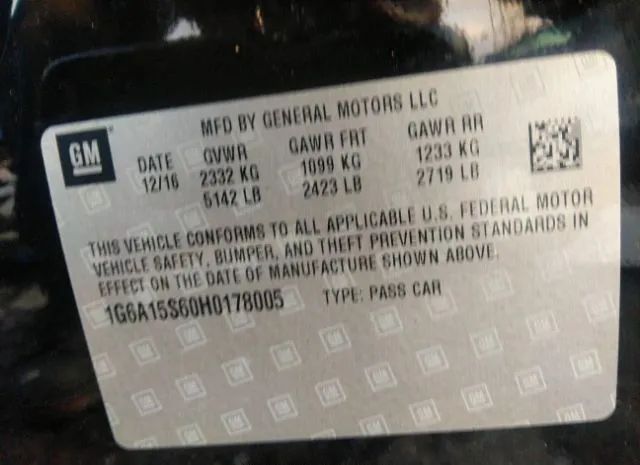 MFD BY GENERAL MOTORS LLC
GM
DATE GVWR GAWR FRT GAWR RR
12/16 2332 KG 1099 KG 1233 KG
5142 LB 2423 LB 2719 LB
THIS VEHICLE CONFORMS TO ALL APPLICABLE U.S. FEDERAL MOTOR
VEHICLE SAFETY, BUMPER, AND THEFT PREVENTION STANDARDS IN
EFFECT ON THE DATE OF MANUFACTURE SHOWN ABOVE.
1G6A15S60H0178005 TYPE: PASS CAR